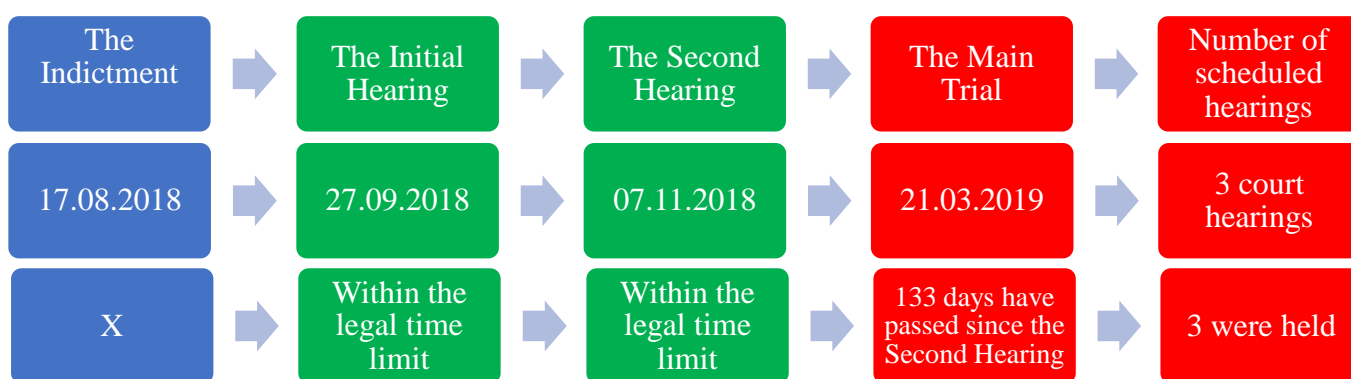 The
Indictment
The Initial
Hearing
The Second
Hearing
The Main
Trial
Number of
scheduled
hearings
17.08.2018
27.09.2018
07.11.2018
21.03.2019
3 court
hearings
X
Within the
legal time
limit
Within the
legal time
limit
133 days have
passed since the
Second Hearing
3 were held